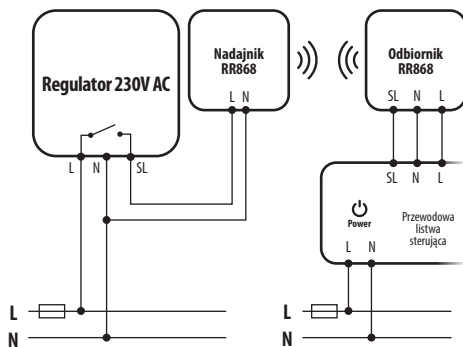 Regulator 230V AC
L N SL
Nadajnik
RR868
L N
Odbiornik
RR868
SL N L
SL N L
Power
Przewodowa
listwa
sterująca
L N
L
N
L
N